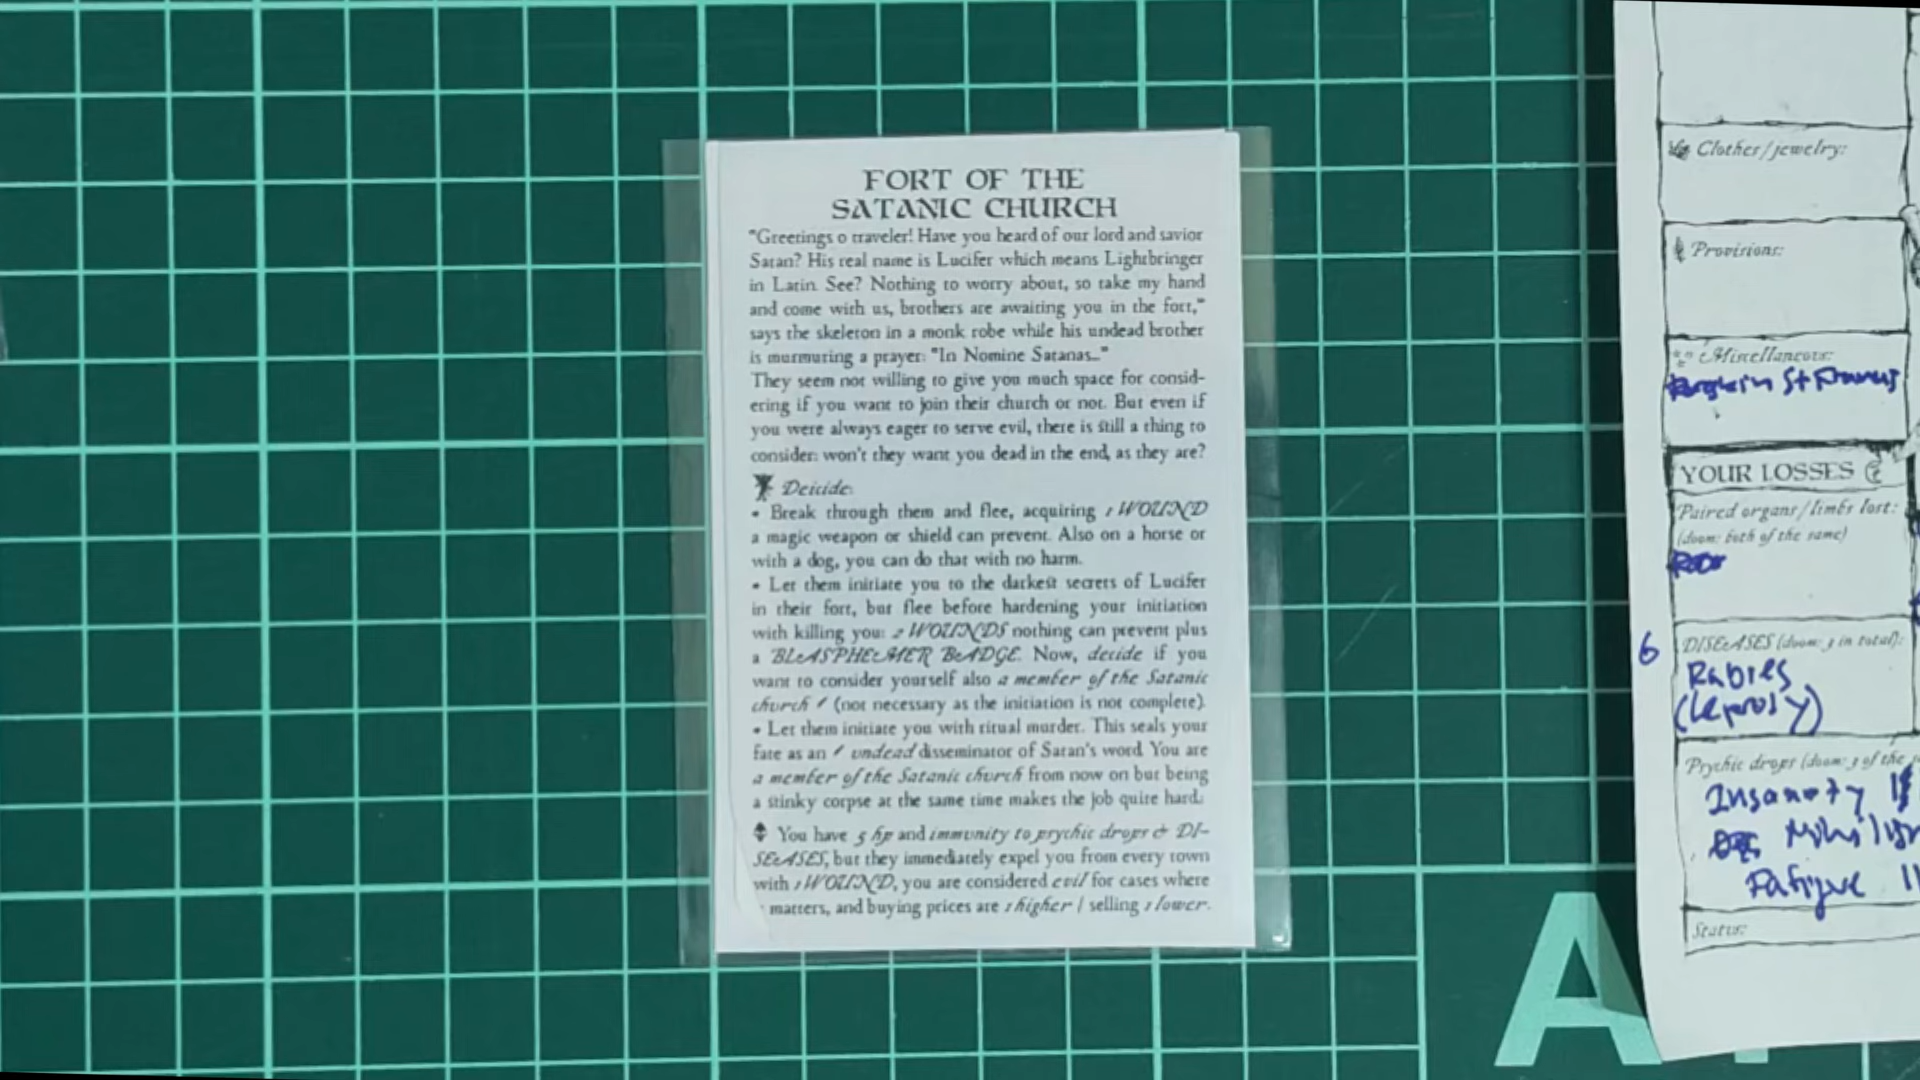 FORT OF THE
SATANIC CHURCH
"Greetings o traveler! Have you heard of our lord and savior
Satan? His real name is Lucifer which means Lightbringer
in Latin. See? Nothing to worry about, so take my hand
and come with us, brothers are awaiting you in the fort,"
says the skeleton in a monk robe while his undead brother
is murmuring a prayer: "In Nomine Satanas..."
They seem not willing to give you much space for consid-
ering if you want to join their church or not. But even if
you were always eager to serve evil, there is still a thing to
consider: won't they want you dead in the end, as they are?
Deicide:
• Break through them and flee, acquiring 1 WOUND
a magic weapon or shield can prevent. Also on a horse or
with a dog, you can do that with no harm.
• Let them initiate you to the darkest secrets of Lucifer
in their fort, but flee before hardening your initiation
with killing you: 2 WOUNDS nothing can prevent plus
a BLASPHEMER BADGE. Now, decide if you
want to consider yourself also a member of the Satanic
church (not necessary as the initiation is not complete).
• Let them initiate you with ritual murder. This seals your
fate as an undead disseminator of Satan's word. You are
a member of the Satanic church from now on but being
a stinky corpse at the same time makes the job quite hard:
You have 5 hp and immunity to psychic drops & DI-
SEASES, but they immediately expel you from every town
with 1 WOUND, you are considered evil for cases where
matters, and buying prices are 1 higher / selling 1 lower.
Clothes/jewelry:
Provisions:
Miscellaneous:
YOUR LOSSES
Paired organs/limbs lost:
(doom: both of the same)
6
DISEASES (doom: 3 in total):
Rabies
(Leprosy)
Psychic drops (doom: 3 of the
Insanity
Fatigue II
Status:
A